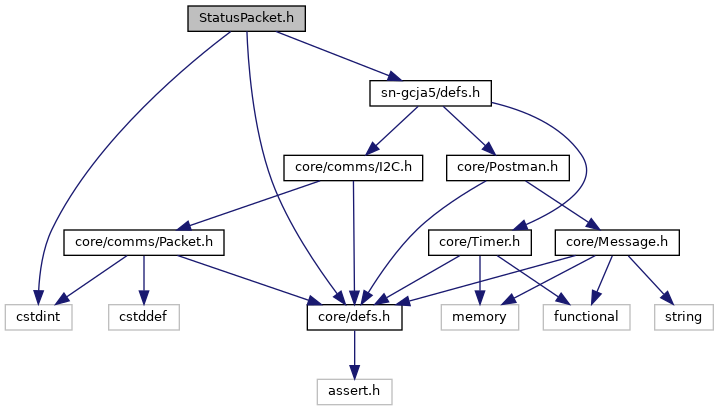 StatusPacket.h
sn-gcja5/defs.h
core/comms/I2C.h
core/Postman.h
core/comms/Packet.h
core/Timer.h
core/Message.h
cstdint
cstddef
core/defs.h
memory
functional
string
assert.h